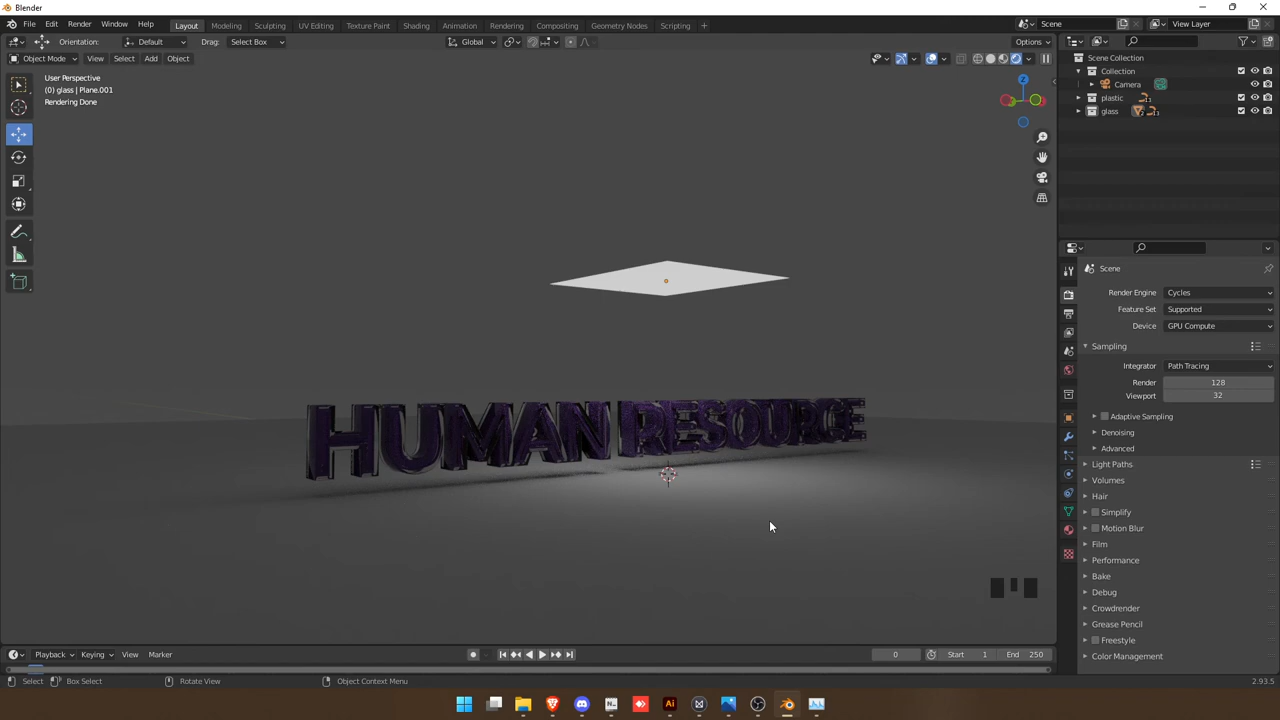 Blender
File Edit Render Window Help Layout Modeling Sculpting UV Editing Texture Paint Shading Animation Rendering Compositing Geometry Nodes Scripting Scene View Layer
Orientation: Default Drag: Select Box Global Options
Object Mode View Select Add Object
User Perspective
(0) glass | Plane.001
Rendering Done
Z
HUMAN RESOURCE
Scene Collection
Collection
Camera
plastic
glass
Scene
Render Engine Cycles
Feature Set Supported
Device GPU Compute
Sampling
Integrator Path Tracing
Render 128
Viewport 32
Adaptive Sampling
Denoising
Advanced
Light Paths
Volumes
Hair
Simplify
Motion Blur
Film
Performance
Bake
Debug
Crowdrender
Grease Pencil
Freestyle
Color Management
Playback Keying View Marker 0 Start 1 End 250
Select Box Select Rotate View Object Context Menu 2.93.5